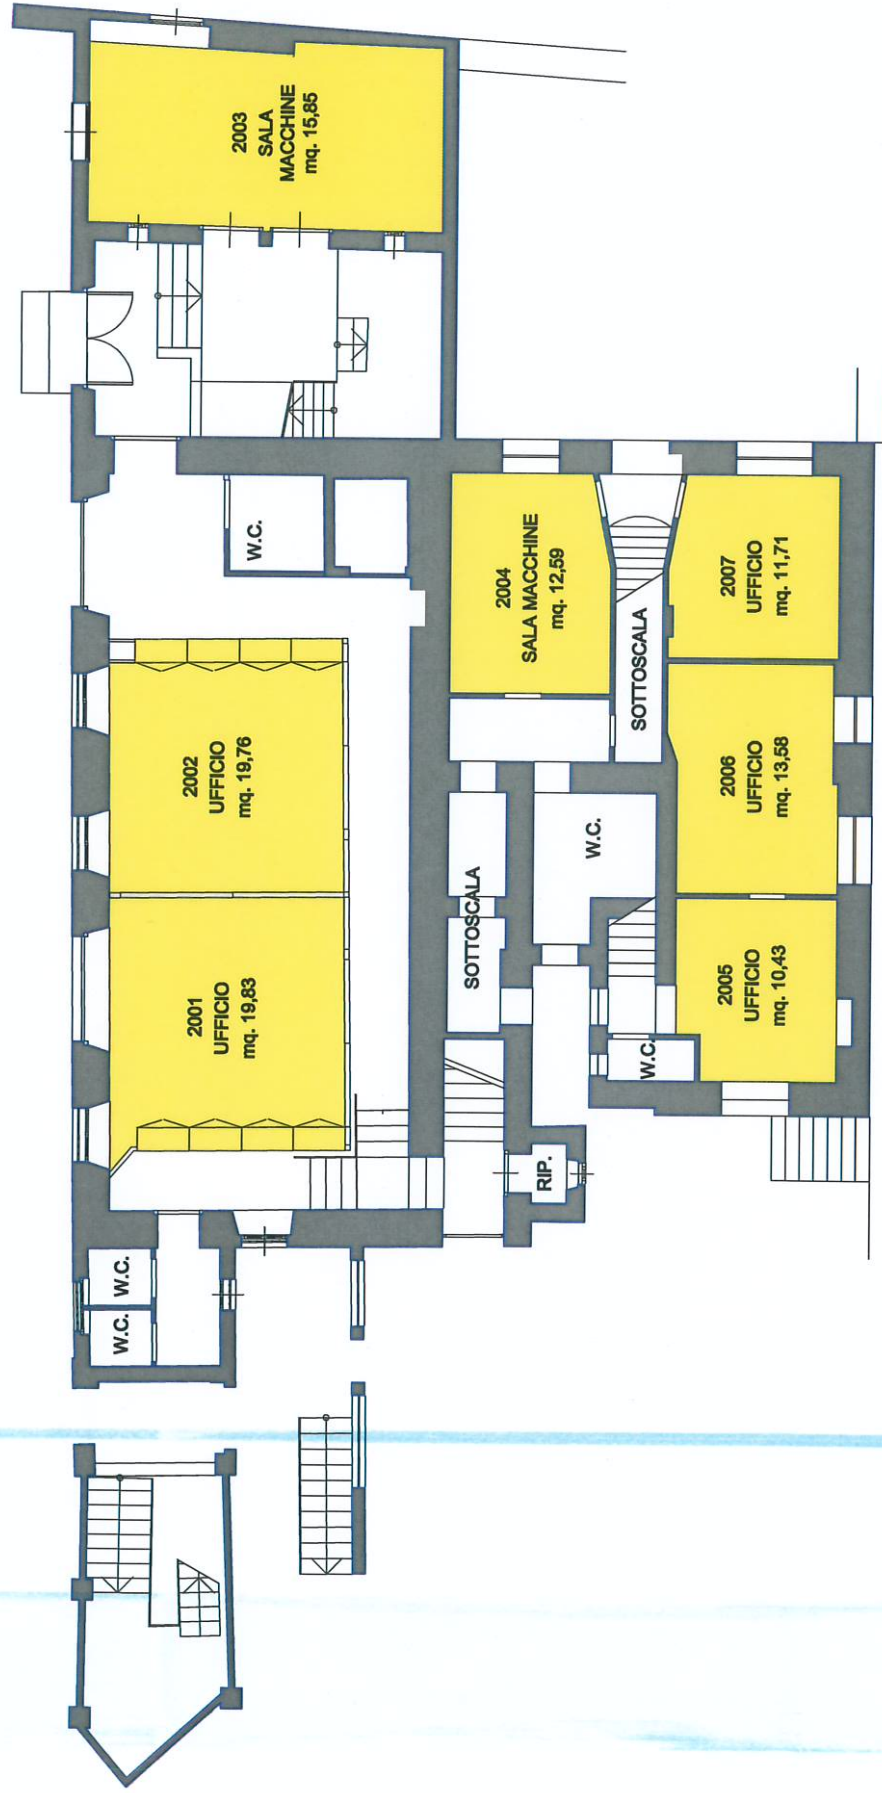 W.C.
W.C.
2001
UFFICIO
mq. 19,83
2002
UFFICIO
mq. 19,76
W.C.
2003
SALA
MACCHINE
mq. 15,85
RIP.
SOTTOSCALA
W.C.
2004
SALA MACCHINE
mq. 12,59
SOTTOSCALA
W.C.
2005
UFFICIO
mq. 10,43
2006
UFFICIO
mq. 13,58
2007
UFFICIO
mq. 11,71